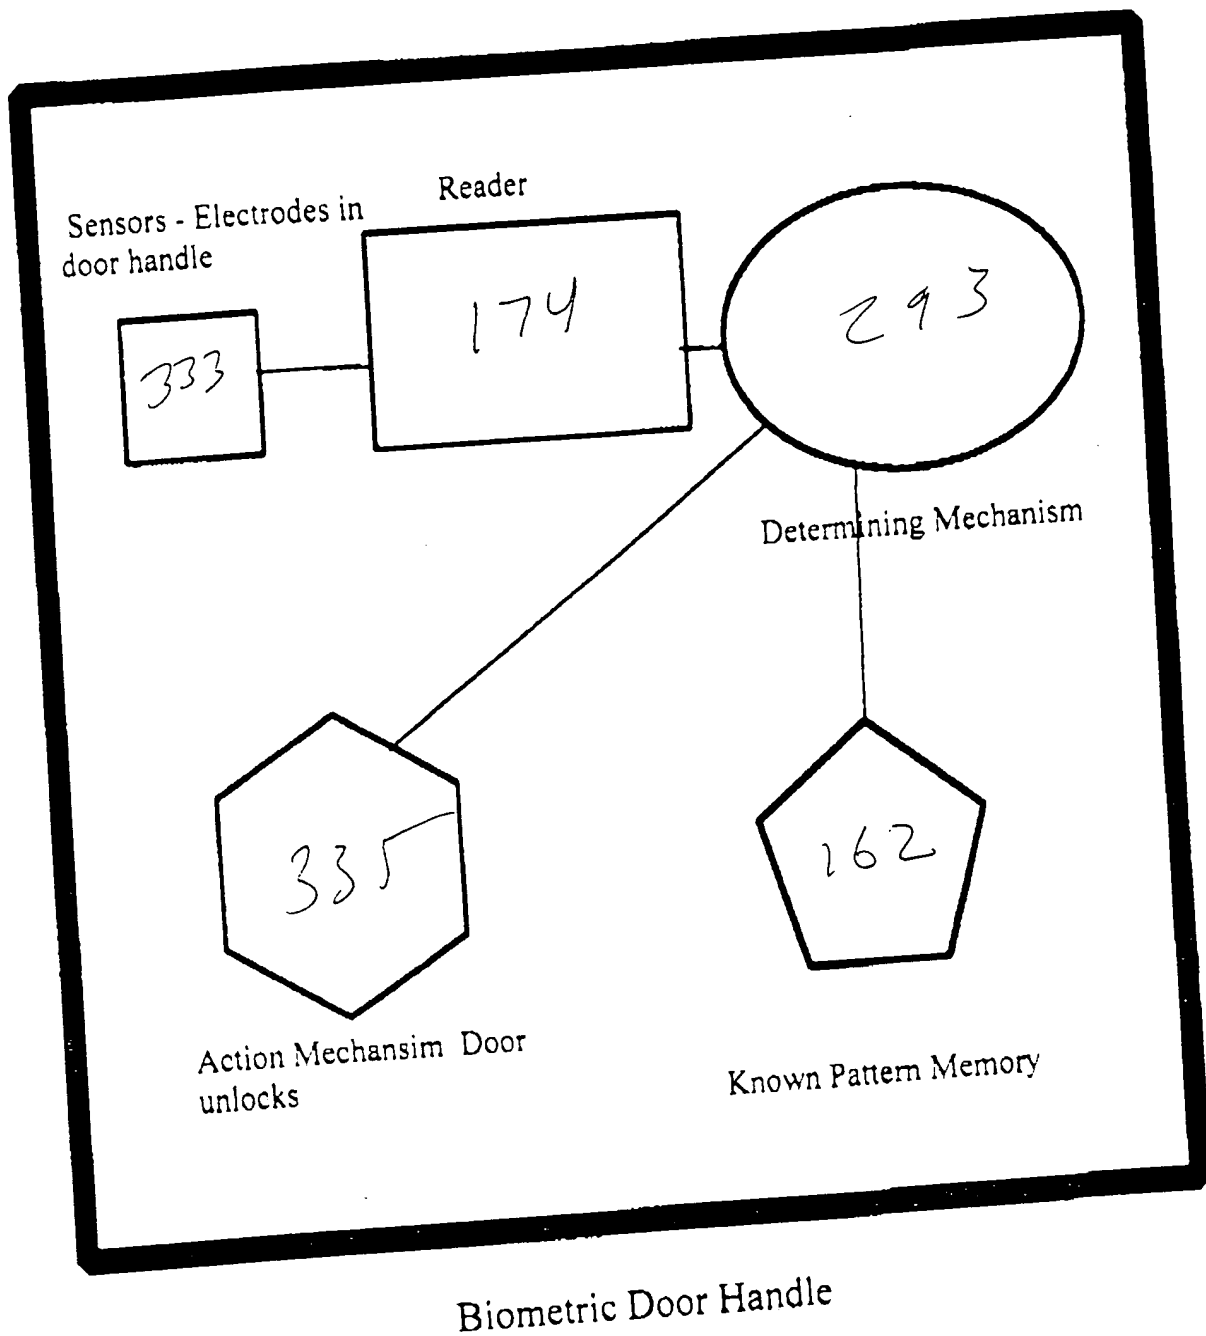 Reader
Sensors - Electrodes in
door handle
333
174
293
Determining Mechanism
335
162
Action Mechansim Door
unlocks
Known Pattern Memory
Biometric Door Handle